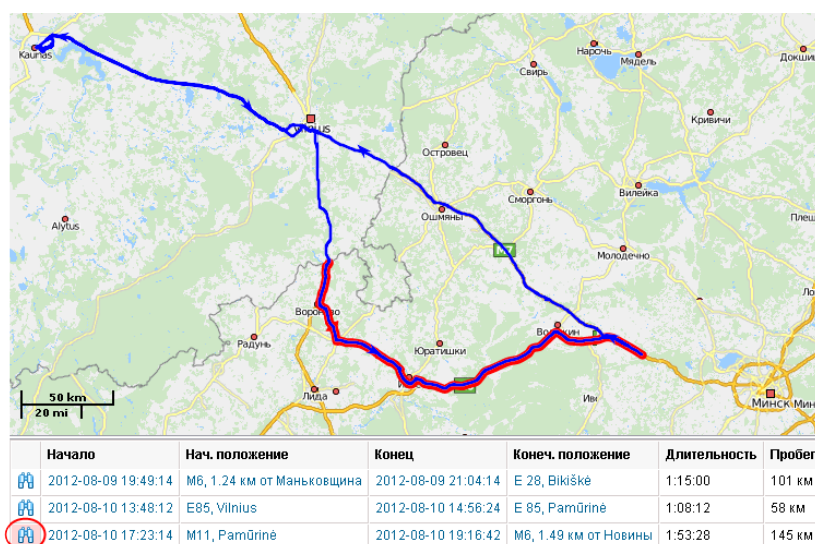 Нарочь
Мядель
Докши
Kaunas
Свирь
Кривичи
Vilnius
Островец
Вилейка
Сморгонь
Ошмяны
Alytus
Плещ
M7
Молодечно
Вороново
Воложин
Радунь
Юратишки
Лида
Иве
50 km
20 mi
Минск
Мин
Начало Нач. положение Конец Конеч. положение Длительность Пробег
2012-08-09 19:49:14 М6, 1.24 км от Маньковщина 2012-08-09 21:04:14 E 28, Bikiškė 1:15:00 101 км
2012-08-10 13:48:12 E85, Vilnius 2012-08-10 14:56:24 E 85, Pamūrinė 1:08:12 58 км
2012-08-10 17:23:14 M11, Pamūrinė 2012-08-10 19:16:42 М6, 1.49 км от Новины 1:53:28 145 км